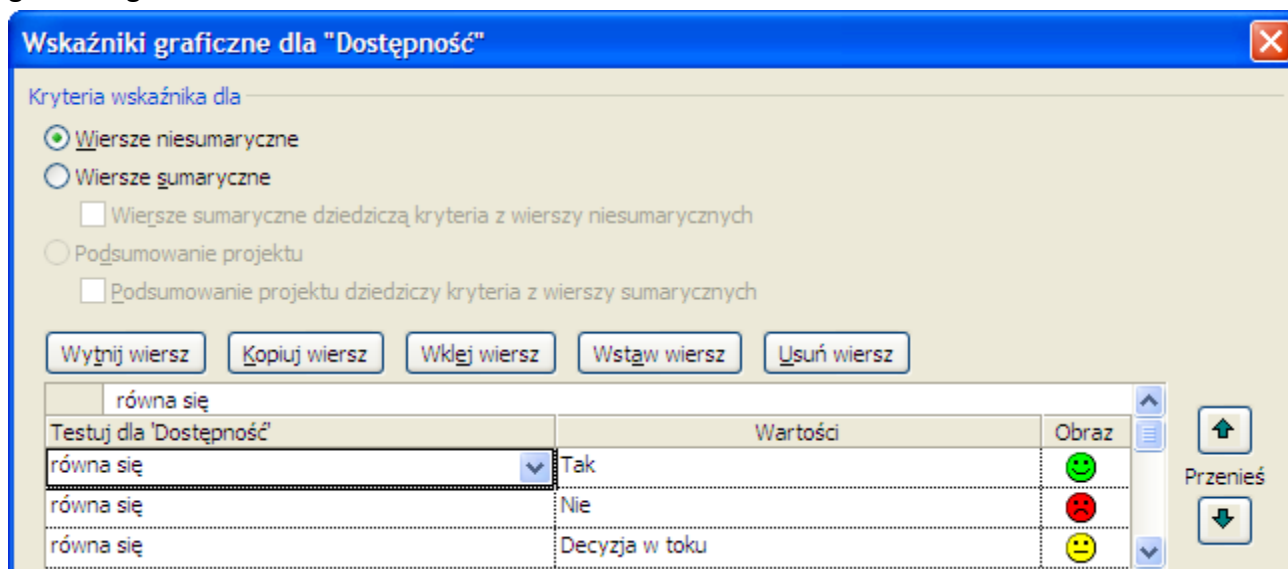 Wskaźniki graficzne dla "Dostępność"
Kryteria wskaźnika dla
Wiersze niesumaryczne
Wiersze sumaryczne
Wiersze sumaryczne dziedziczą kryteria z wierszy niesumarycznych
Podsumowanie projektu
Podsumowanie projektu dziedziczy kryteria z wierszy sumarycznych
Wytnij wiersz Kopiuj wiersz Wklej wiersz Wstaw wiersz Usuń wiersz
równa się
Testuj dla 'Dostępność' Wartości Obraz
równa się Tak
Przenieś
równa się Nie
równa się Decyzja w toku